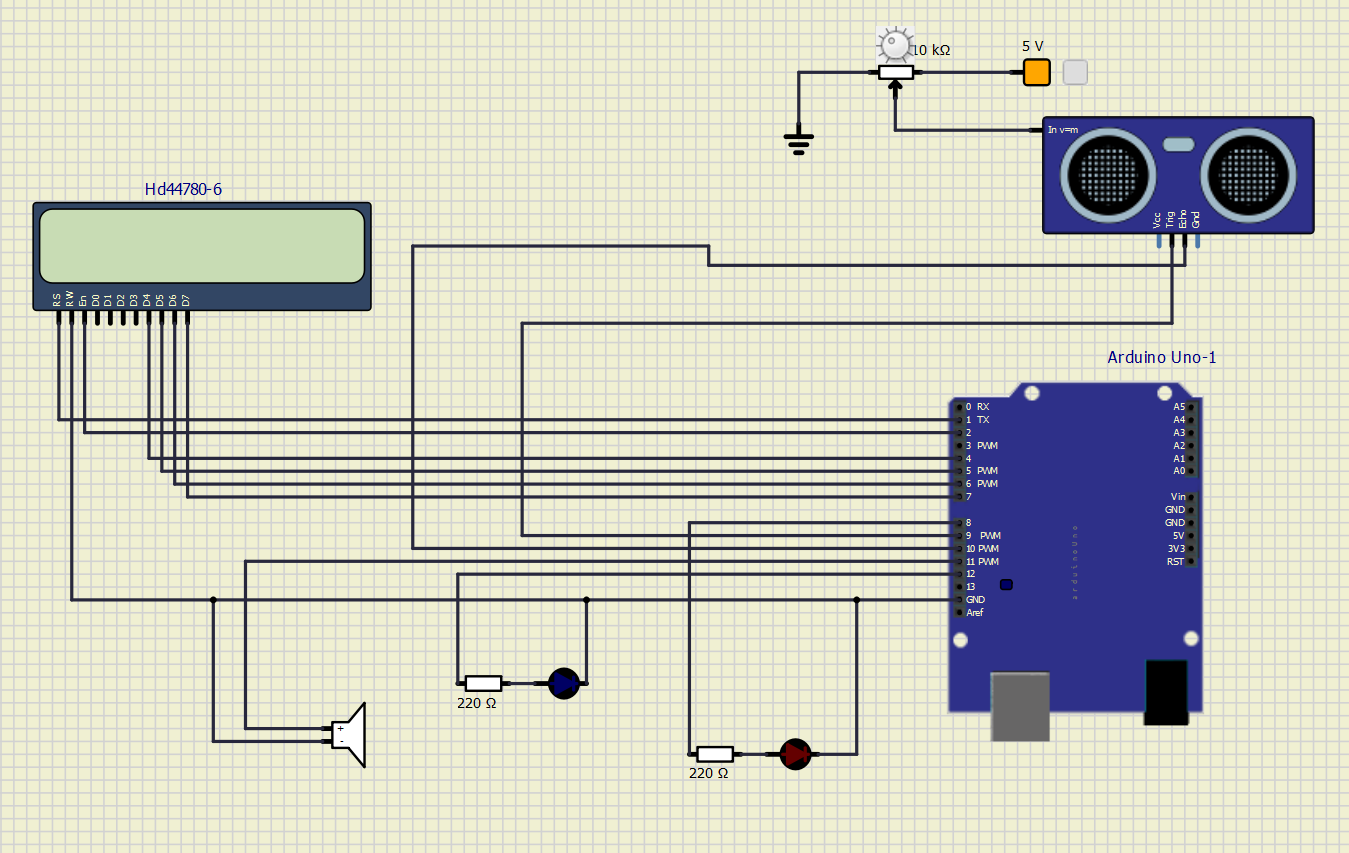 10 kΩ
5 V
In v=m
Vcc
Trig
Echo
Gnd
Hd44780-6
RS
RW
En
D0
D1
D2
D3
D4
D5
D6
D7
Arduino Uno-1
0 RX
1 TX
2
3 PWM
4
5 PWM
6 PWM
7
8
9 PWM
10 PWM
11 PWM
12
13
GND
Aref
A5
A4
A3
A2
A1
A0
Vin
GND
GND
5V
3V3
RST
arduinoUno
220 Ω
+
-
220 Ω